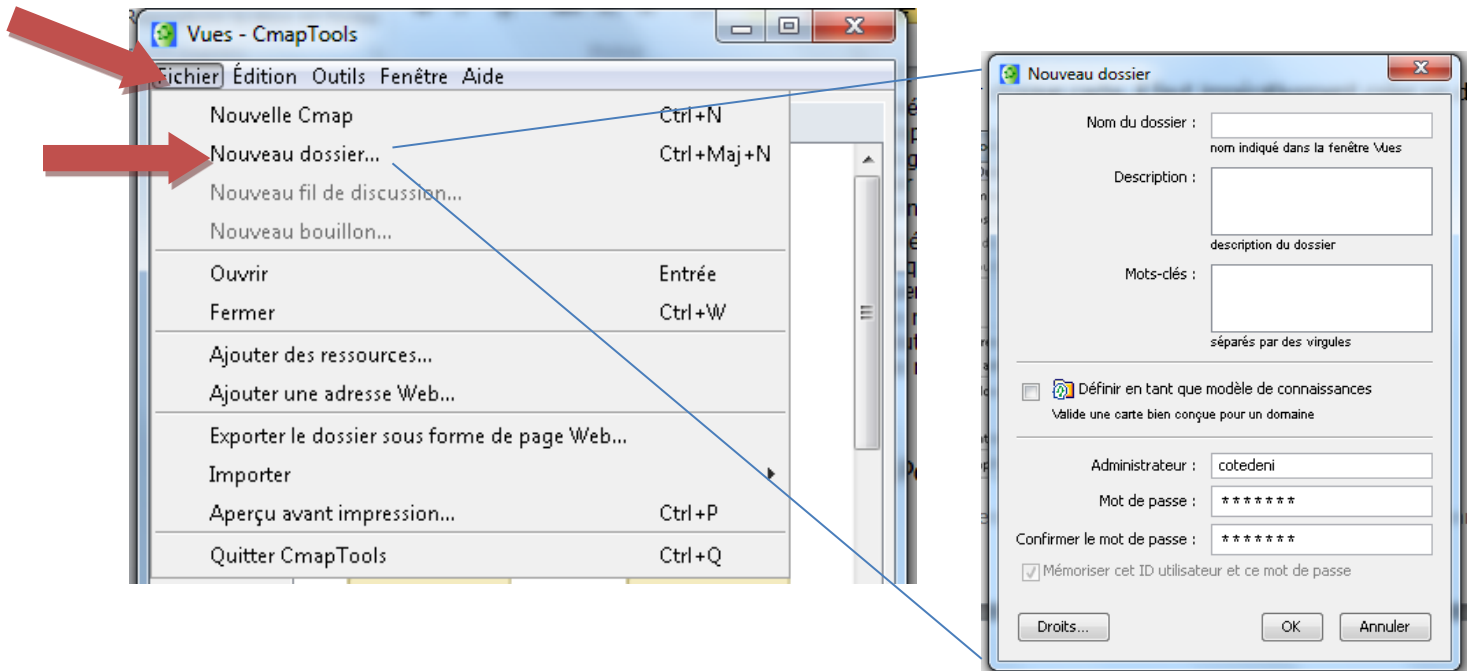 Vues - CmapTools
Fichier Édition Outils Fenêtre Aide
Nouvelle Cmap Ctrl+N
Nouveau dossier... Ctrl+Maj+N
Nouveau fil de discussion...
Nouveau bouillon...
Ouvrir Entrée
Fermer Ctrl+W
Ajouter des ressources...
Ajouter une adresse Web...
Exporter le dossier sous forme de page Web...
Importer
Aperçu avant impression... Ctrl+P
Quitter CmapTools Ctrl+Q
Nouveau dossier
Nom du dossier :
nom indiqué dans la fenêtre Vues
Description :
description du dossier
Mots-clés :
séparés par des virgules
Définir en tant que modèle de connaissances
Valide une carte bien conçue pour un domaine
Administrateur : cotedeni
Mot de passe : *******
Confirmer le mot de passe : *******
Mémoriser cet ID utilisateur et ce mot de passe
Droits... OK Annuler